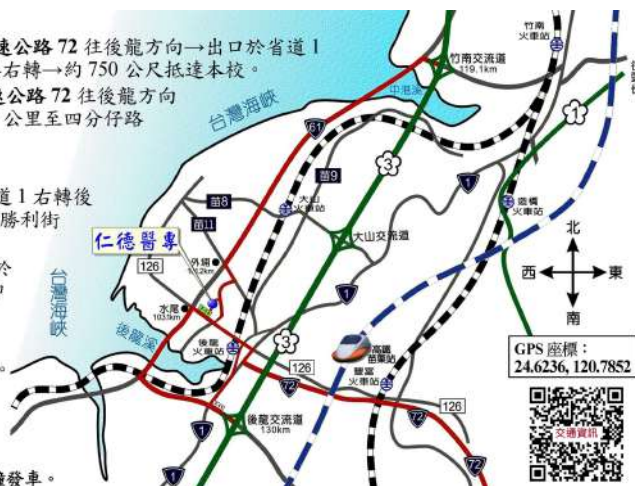 速公路 72 往後龍方向→出口於省道 1
右轉→約 750 公尺抵達本校。
速公路 72 往後龍方向
公里至四分仔路
道 1 右轉後
勝利街
於
。
發車。
竹南
火車站
竹南交流道
119.1km
中港溪
台灣海峽
61
1
3
苗9
1
苗8
大山
火車站
造橋
火車站
苗11
大山交流道
仁德醫專
北
西
東
南
外埔
126
1
台灣海峽
水尾
103.1km
後龍溪
後龍
火車站
3
高鐵
苗栗站
豐富
火車站
GPS 座標：
24.6236, 120.7852
126
72
126
72
交通資訊
後龍交流道
130km
1
72
1